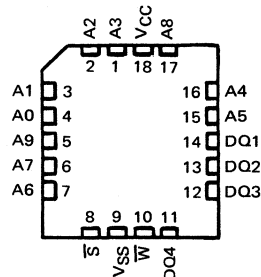 A2 A3 VCC A8
2 1 18 17
A1 3 16 A4
A0 4 15 A5
A9 5 14 DQ1
A7 6 13 DQ2
A6 7 12 DQ3
8 9 10 11
S̅ VSS W̅ DQ4